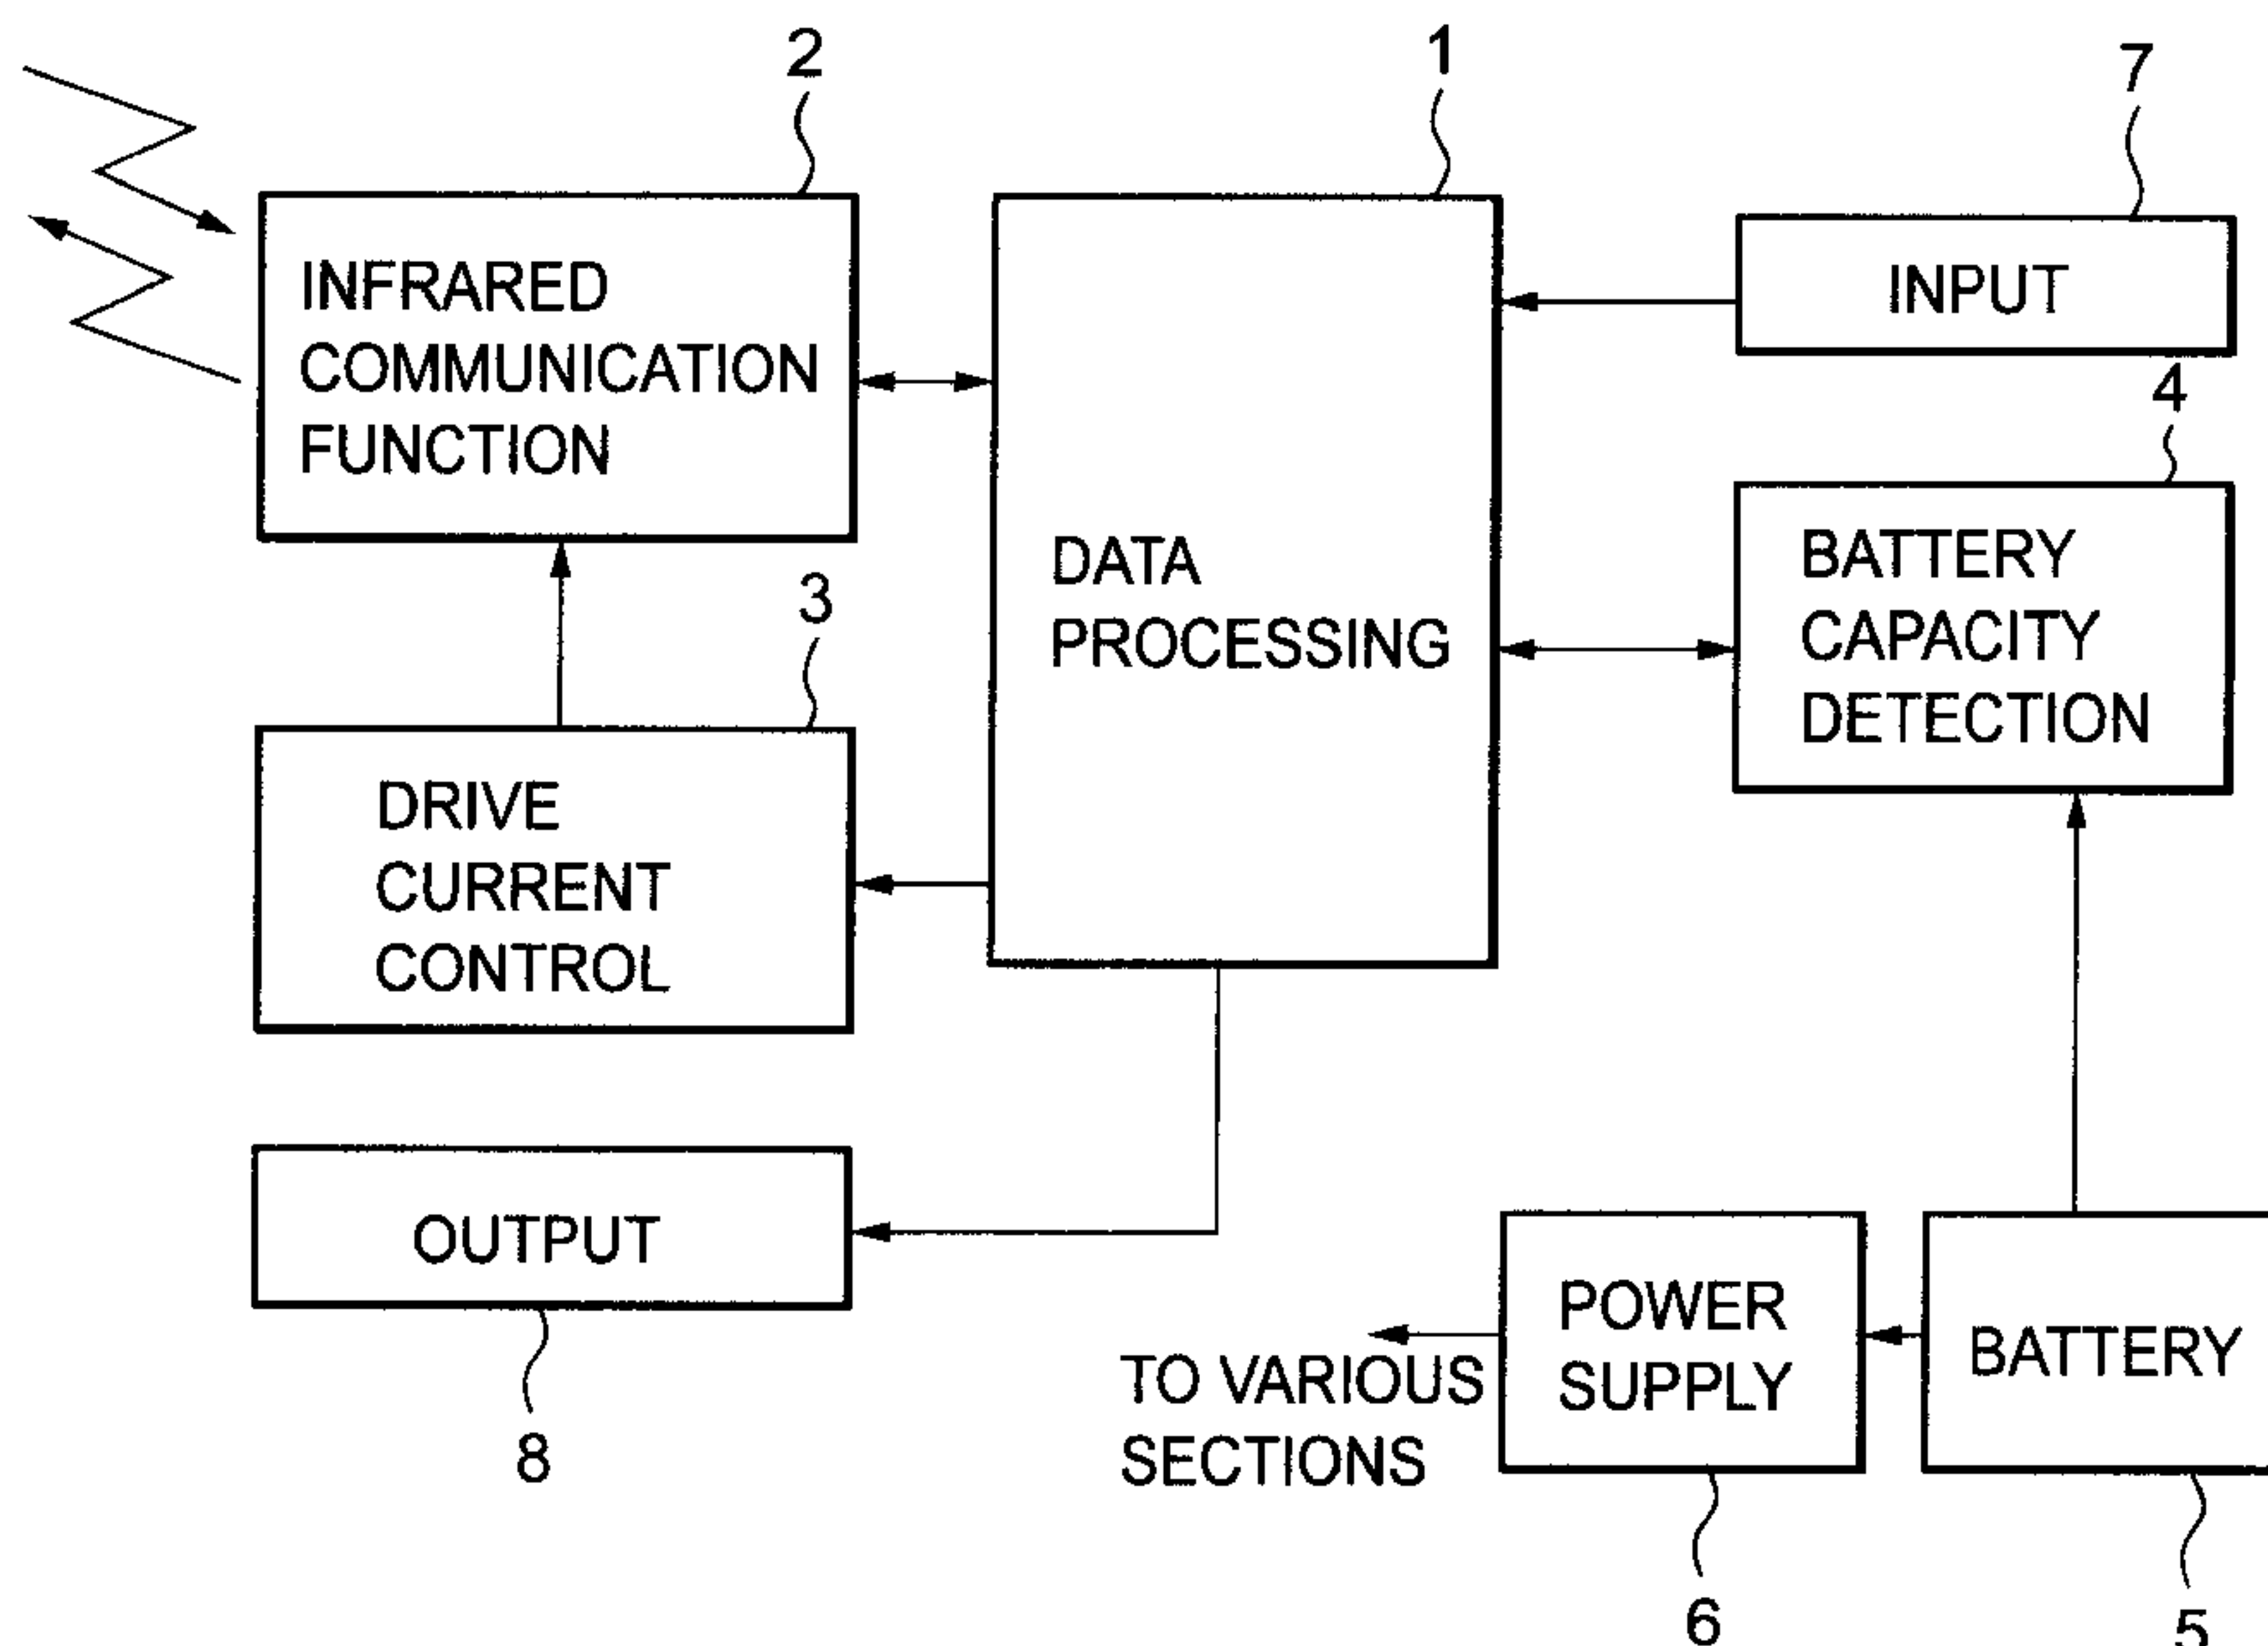 2
1
7
INFRARED
COMMUNICATION
FUNCTION
INPUT
4
DATA
PROCESSING
BATTERY
CAPACITY
DETECTION
3
DRIVE
CURRENT
CONTROL
OUTPUT
8
TO VARIOUS
SECTIONS
POWER
SUPPLY
BATTERY
6
5